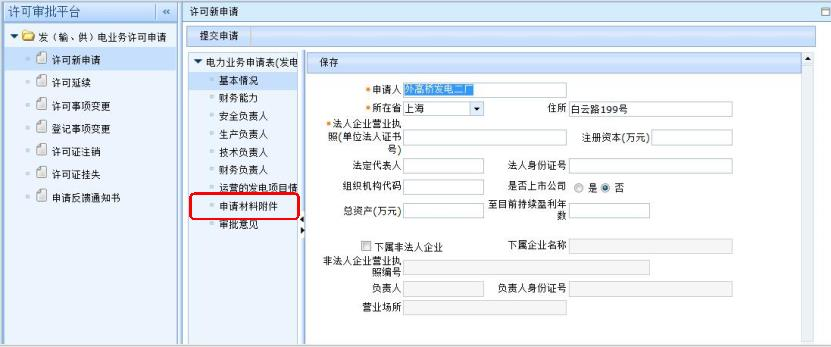 许可审批平台 «
发（输、供）电业务许可申请
许可新申请
许可延续
许可事项变更
登记事项变更
许可证注销
许可证挂失
申请反馈通知书
许可新申请
提交申请
电力业务申请表(发电
基本情况
财务能力
安全负责人
生产负责人
技术负责人
财务负责人
运营的发电项目情
申请材料附件
审批意见
保存
*申请人 外高桥发电二厂
*所在省 上海 住所 白云路199号
*法人企业营业执
照(单位法人证书
号) 注册资本(万元)
法定代表人 法人身份证号
组织机构代码 是否上市公司 是 否
总资产(万元) 至目前持续盈利年
数
下属非法人企业 下属企业名称
非法人企业营业执
照编号
负责人 负责人身份证号
营业场所